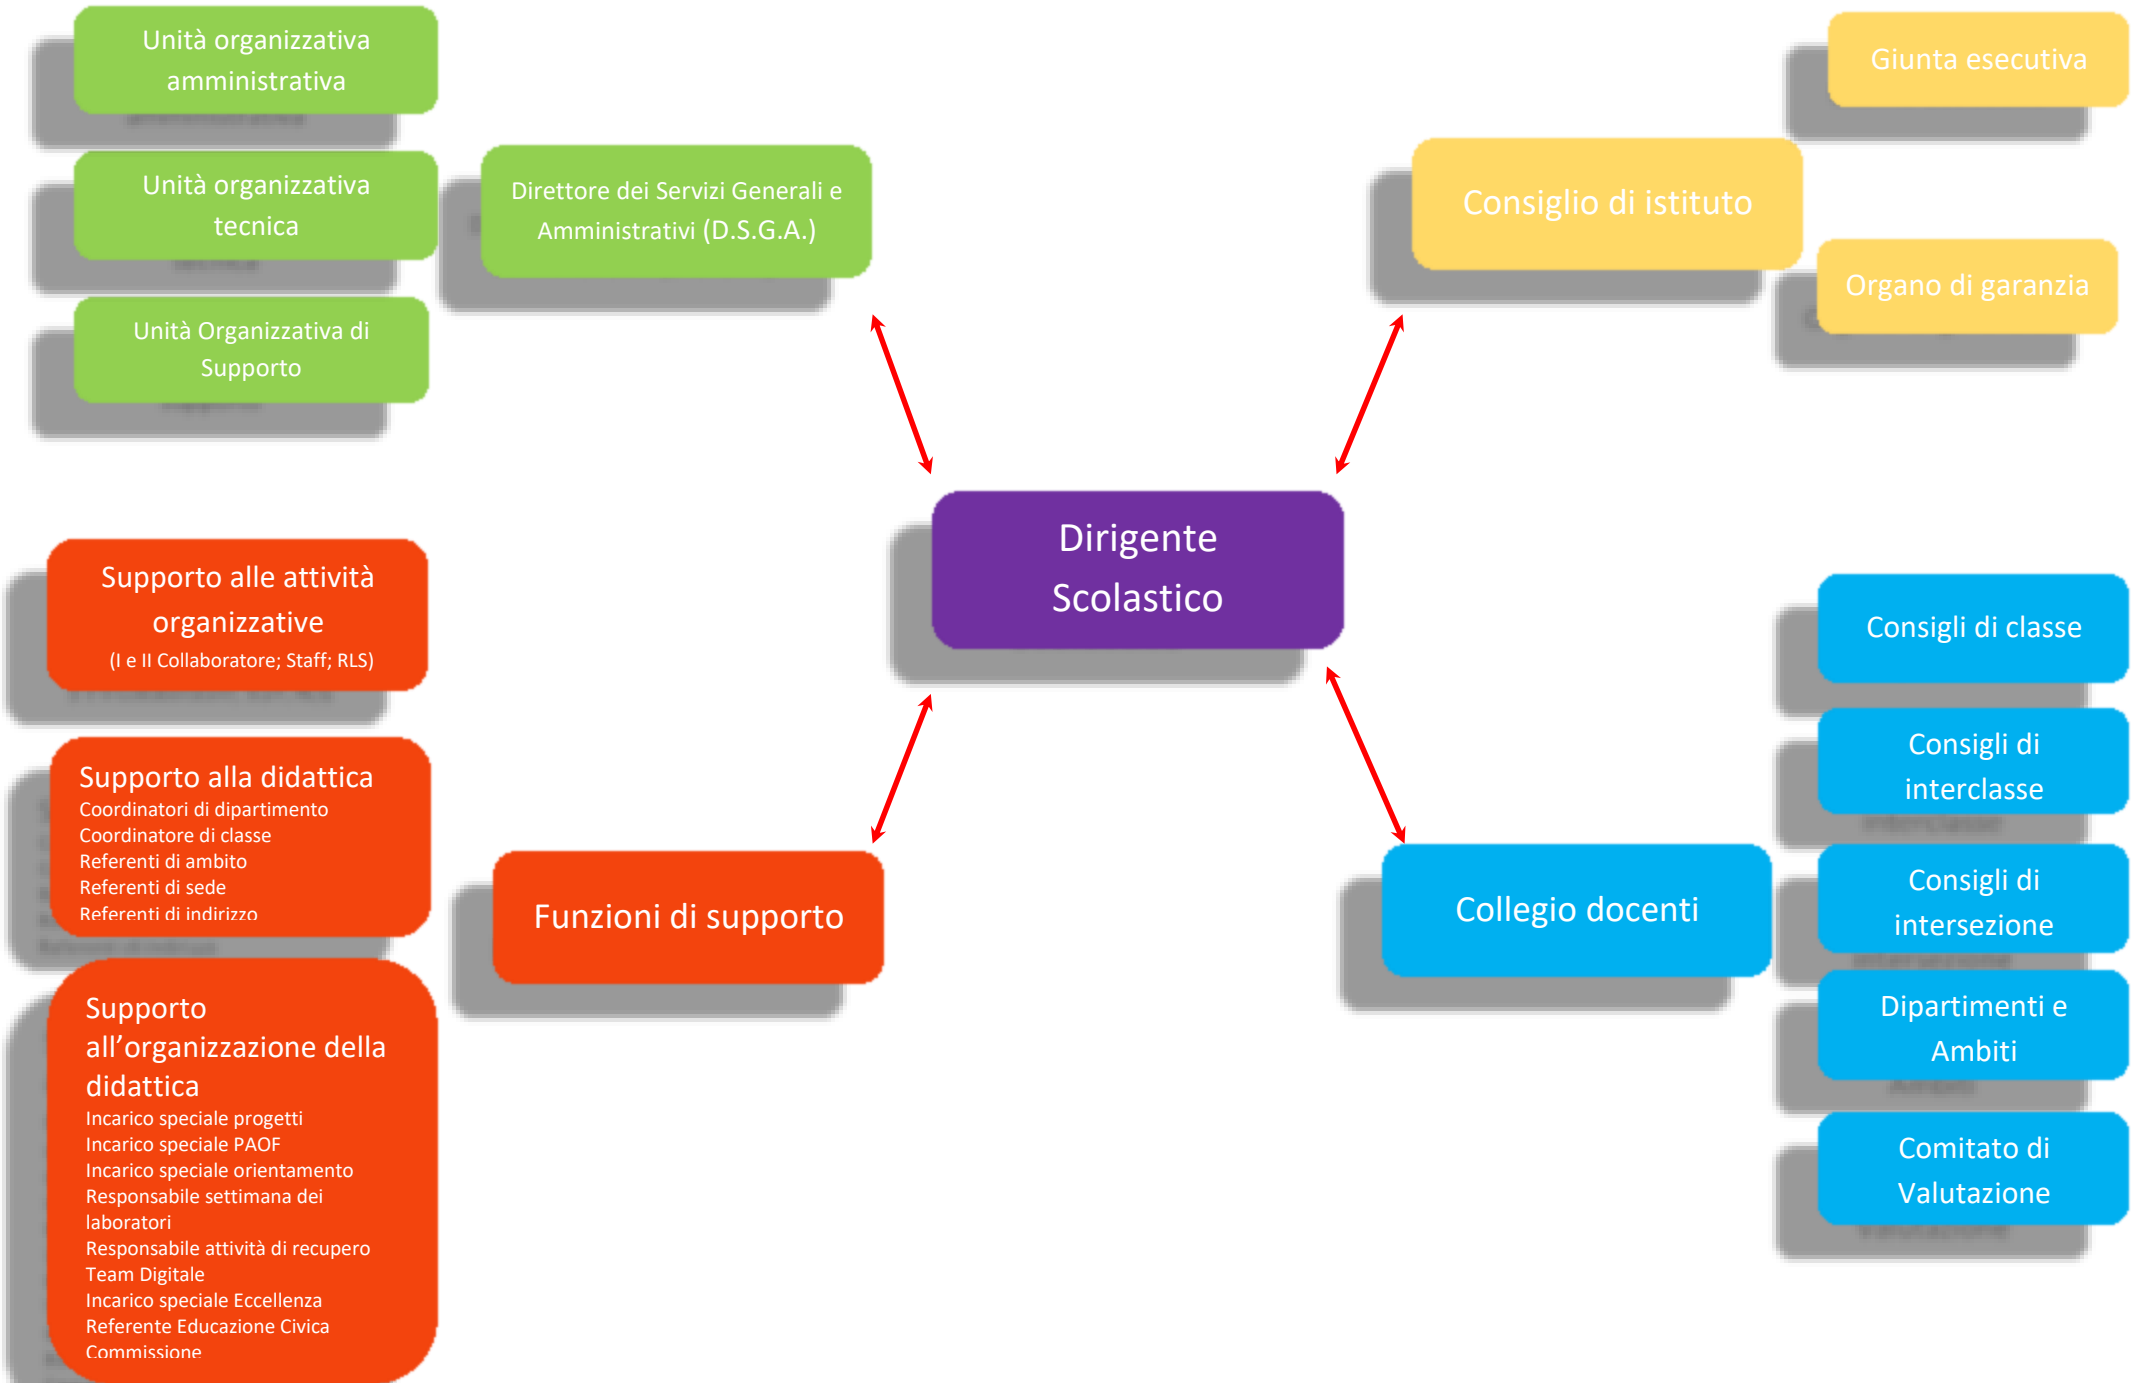 Unità organizzativa
amministrativa
Unità organizzativa
tecnica
Unità Organizzativa di
Supporto
Direttore dei Servizi Generali e
Amministrativi (D.S.G.A.)
Giunta esecutiva
Consiglio di istituto
Organo di garanzia
Dirigente
Scolastico
Supporto alle attività
organizzative
(I e II Collaboratore; Staff; RLS)
Supporto alla didattica
Coordinatori di dipartimento
Coordinatore di classe
Referenti di ambito
Referenti di sede
Referenti di indirizzo
Supporto
all’organizzazione della
didattica
Incarico speciale progetti
Incarico speciale PAOF
Incarico speciale orientamento
Responsabile settimana dei
laboratori
Responsabile attività di recupero
Team Digitale
Incarico speciale Eccellenza
Referente Educazione Civica
Commissione
Funzioni di supporto
Collegio docenti
Consigli di classe
Consigli di
interclasse
Consigli di
intersezione
Dipartimenti e
Ambiti
Comitato di
Valutazione